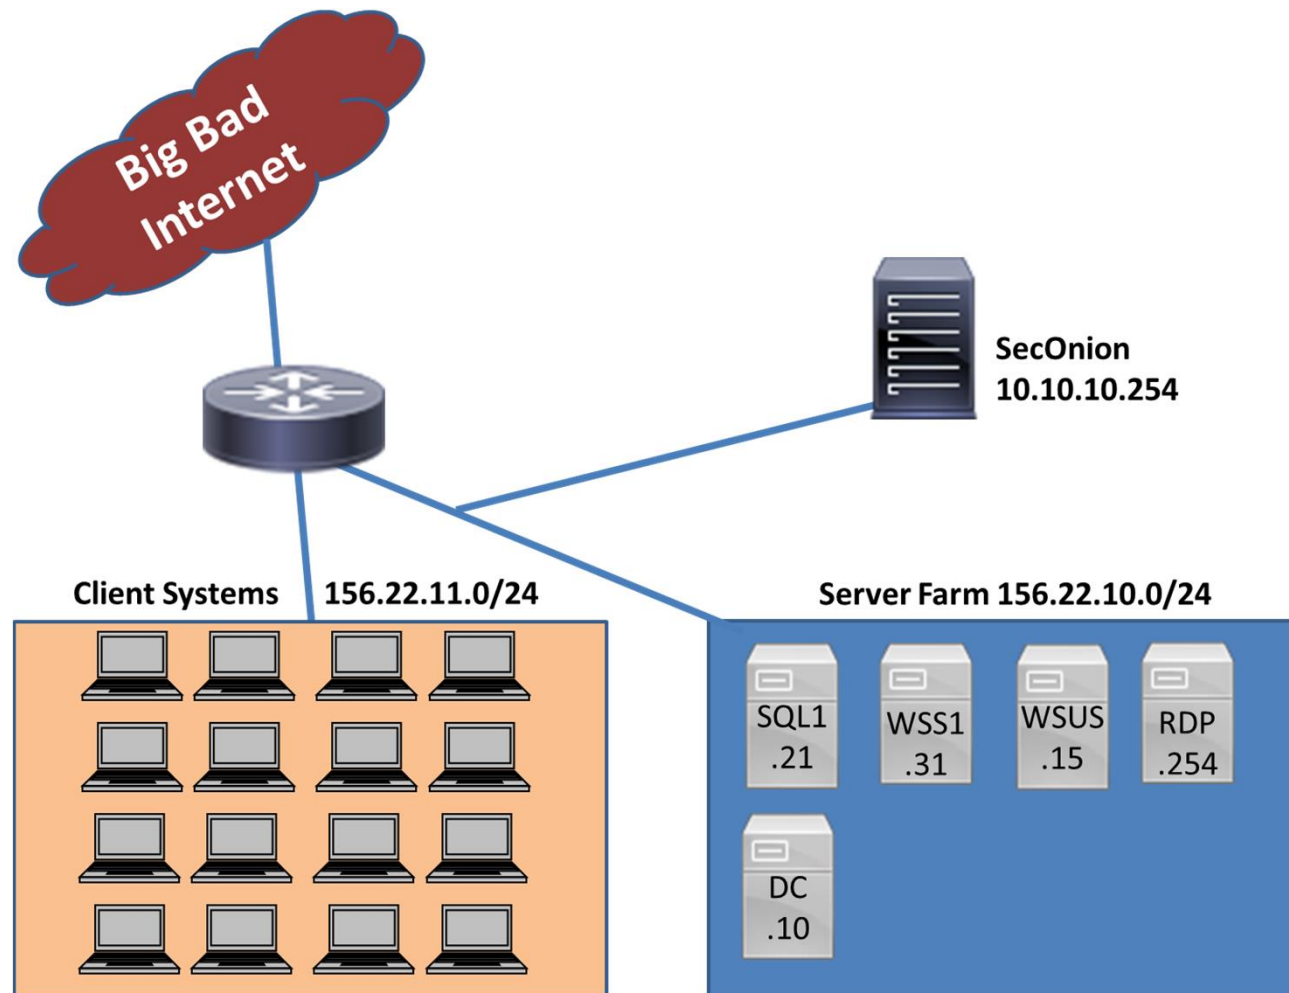 Big Bad
Internet
SecOnion
10.10.10.254
Client Systems 156.22.11.0/24
Server Farm 156.22.10.0/24
SQL1
.21
WSS1
.31
WSUS
.15
RDP
.254
DC
.10